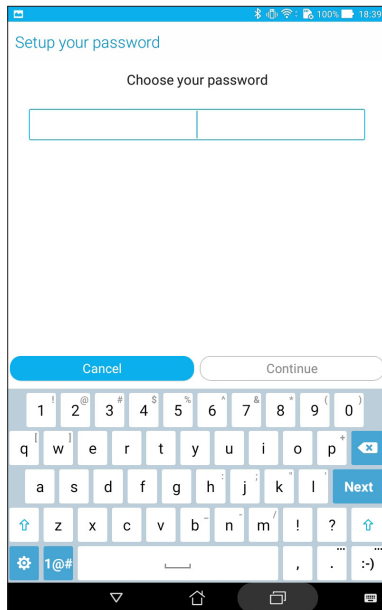 100% 18:39
Setup your password
Choose your password
Cancel Continue
! @ # $ % ^ & * ( )
1 2 3 4 5 6 7 8 9 0
[ ] +
q w e r t y u i o p
: ; " '
a s d f g h j k l Next
_ - /
z x c v b n m ! ?
1@# , . :-)